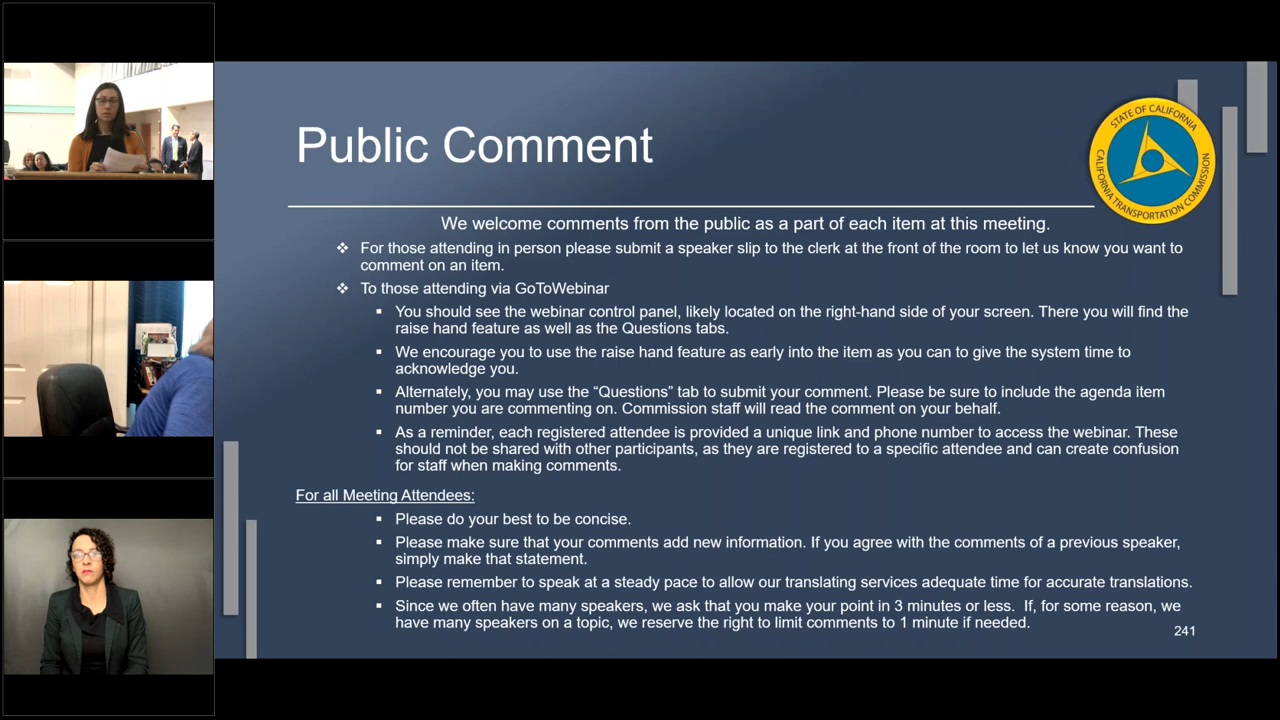 Public Comment
STATE OF CALIFORNIA
CALIFORNIA TRANSPORTATION COMMISSION
We welcome comments from the public as a part of each item at this meeting.
❖ For those attending in person please submit a speaker slip to the clerk at the front of the room to let us know you want to
comment on an item.
❖ To those attending via GoToWebinar
▪ You should see the webinar control panel, likely located on the right-hand side of your screen. There you will find the
raise hand feature as well as the Questions tabs.
▪ We encourage you to use the raise hand feature as early into the item as you can to give the system time to
acknowledge you.
▪ Alternately, you may use the “Questions” tab to submit your comment. Please be sure to include the agenda item
number you are commenting on. Commission staff will read the comment on your behalf.
▪ As a reminder, each registered attendee is provided a unique link and phone number to access the webinar. These
should not be shared with other participants, as they are registered to a specific attendee and can create confusion
for staff when making comments.
For all Meeting Attendees:
▪ Please do your best to be concise.
▪ Please make sure that your comments add new information. If you agree with the comments of a previous speaker,
simply make that statement.
▪ Please remember to speak at a steady pace to allow our translating services adequate time for accurate translations.
▪ Since we often have many speakers, we ask that you make your point in 3 minutes or less. If, for some reason, we
have many speakers on a topic, we reserve the right to limit comments to 1 minute if needed.
241